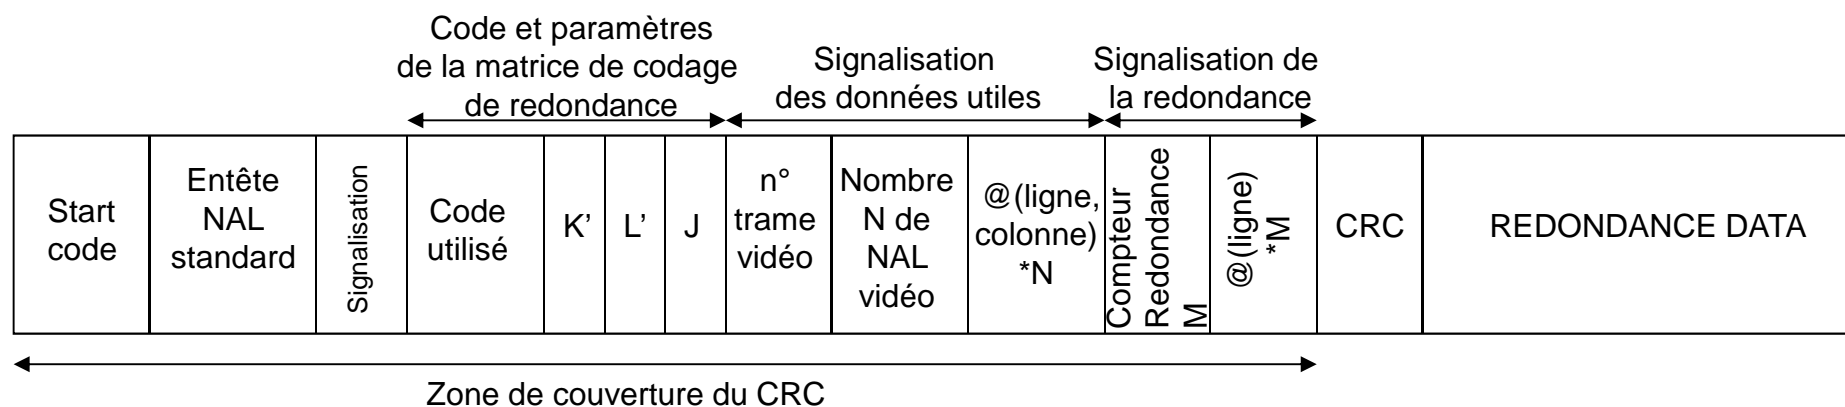 Code et paramètres
de la matrice de codage
de redondance
Signalisation
des données utiles
Signalisation de
la redondance
Start
code
Entête
NAL
standard
Signalisation
Code
utilisé
K’
L’
J
n°
trame
vidéo
Nombre
N de
NAL
vidéo
@(ligne,
colonne)
*N
Compteur
Redondance
M
@(ligne)
*M
CRC
REDONDANCE DATA
Zone de couverture du CRC